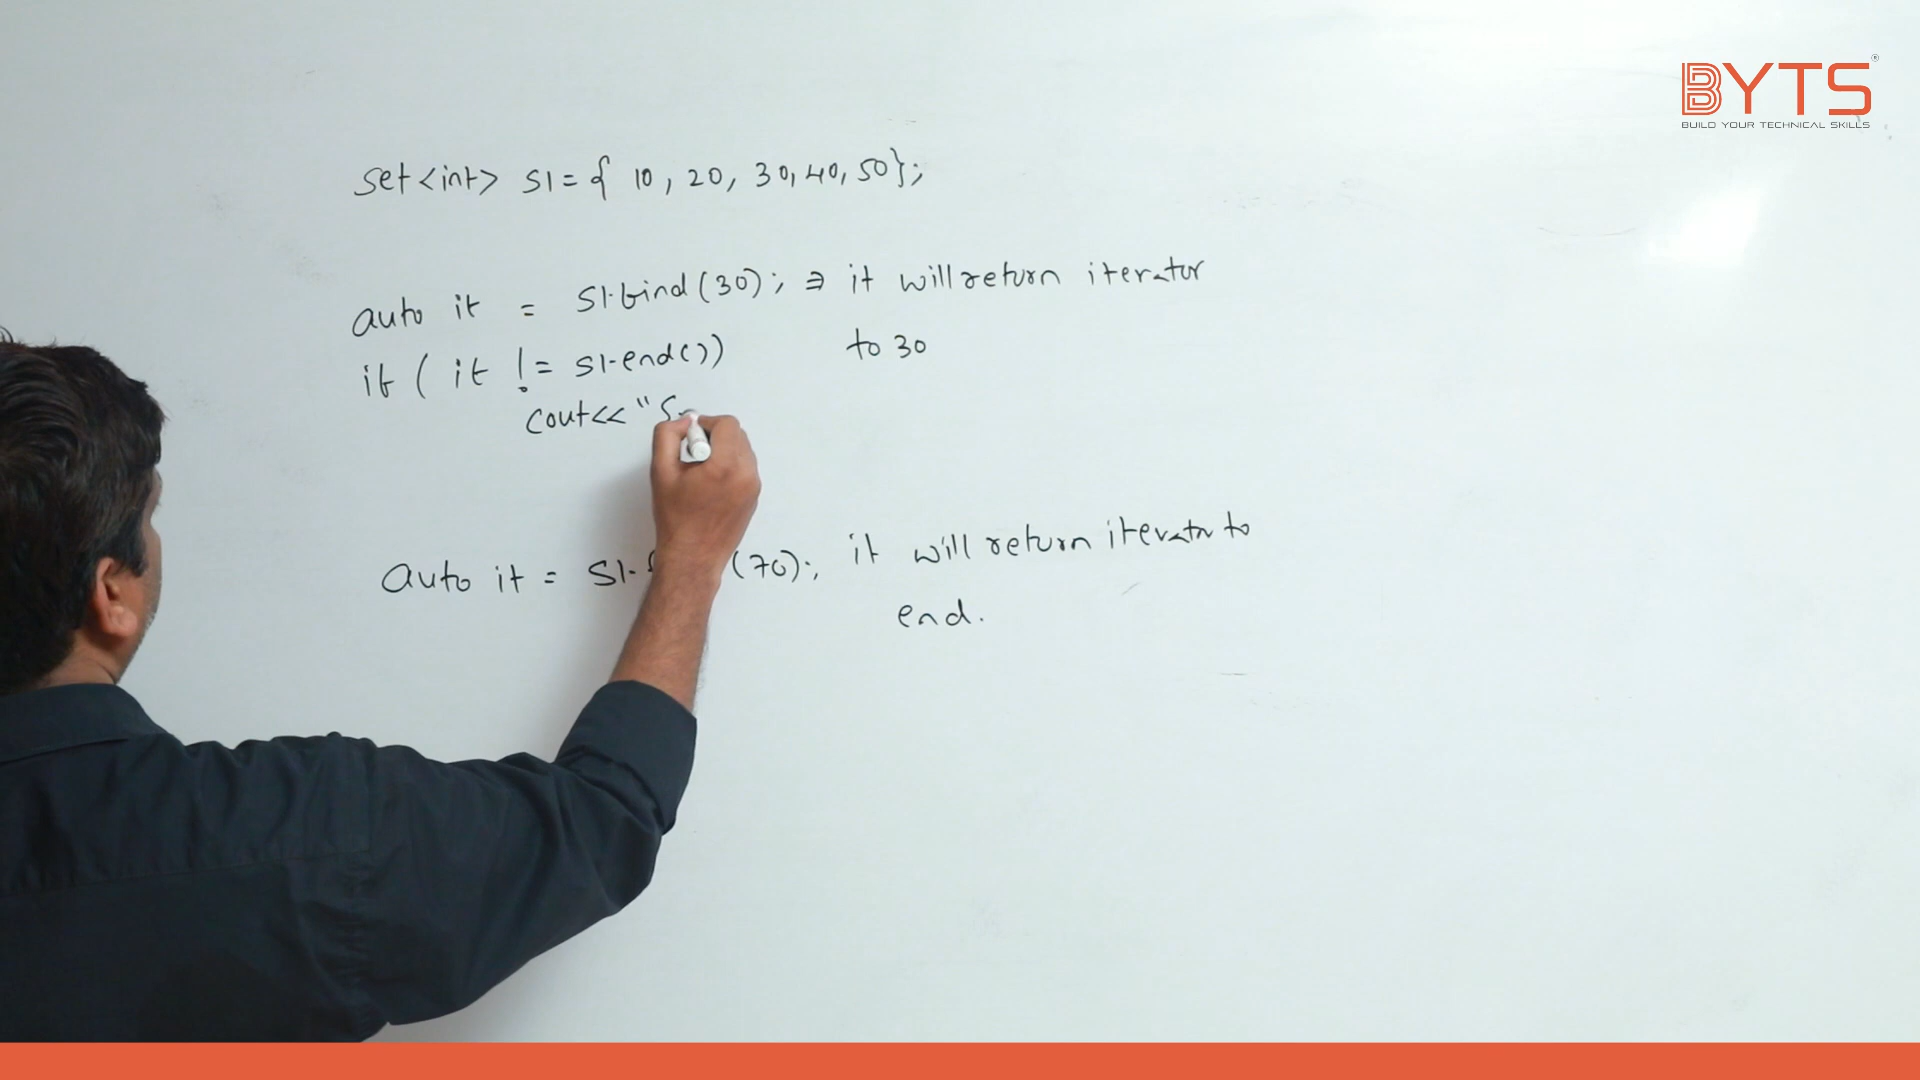 BYTS
BUILD YOUR TECHNICAL SKILLS
set<int> S1 = { 10, 20, 30, 40, 50};
auto it = S1.find(30); ⇒ it will return iterator
to 30
if ( it != S1.end())
cout<< "S
auto it = S1. (70); it will return iterator to
end.